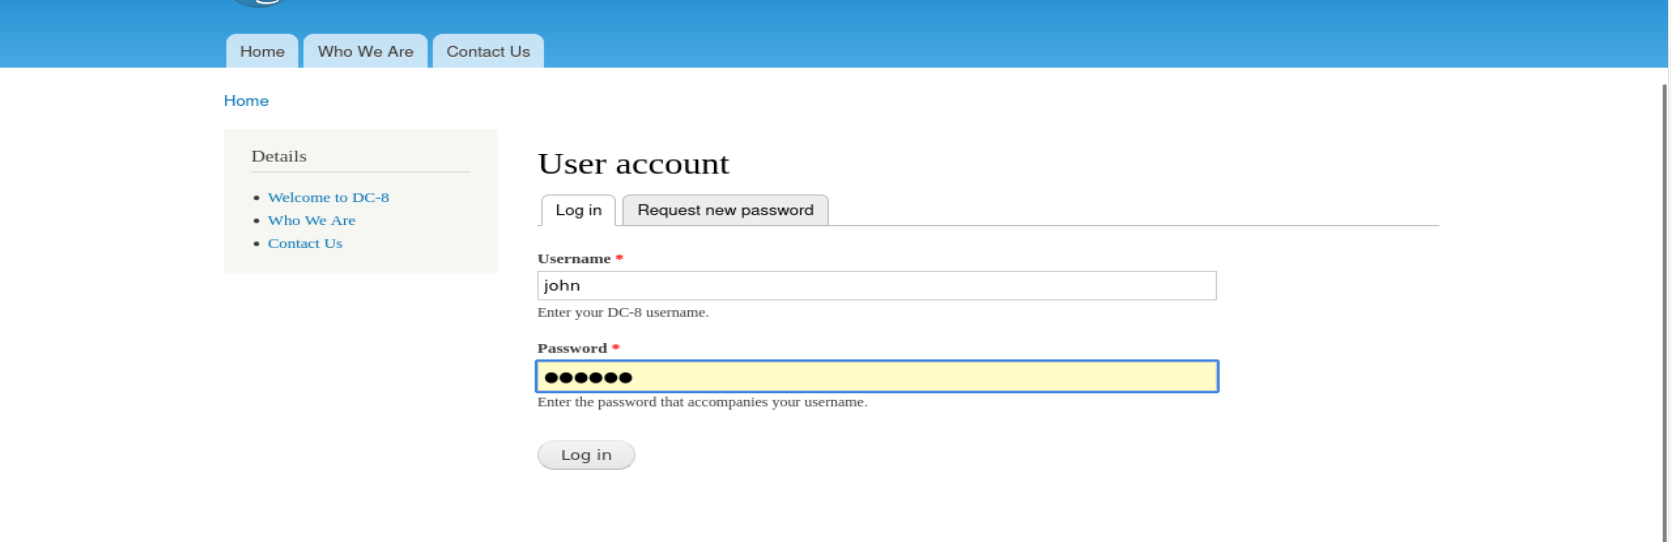 Home Who We Are Contact Us
Home
Details
Welcome to DC-8
Who We Are
Contact Us
User account
Log in Request new password
Username *
john
Enter your DC-8 username.
Password *
●●●●●●
Enter the password that accompanies your username.
Log in